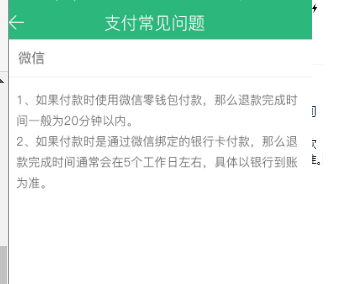 支付常见问题
微信
1、如果付款时使用微信零钱包付款，那么退款完成时
间一般为20分钟以内。
2、如果付款时是通过微信绑定的银行卡付款，那么退
款完成时间通常会在5个工作日左右，具体以银行到账
为准。